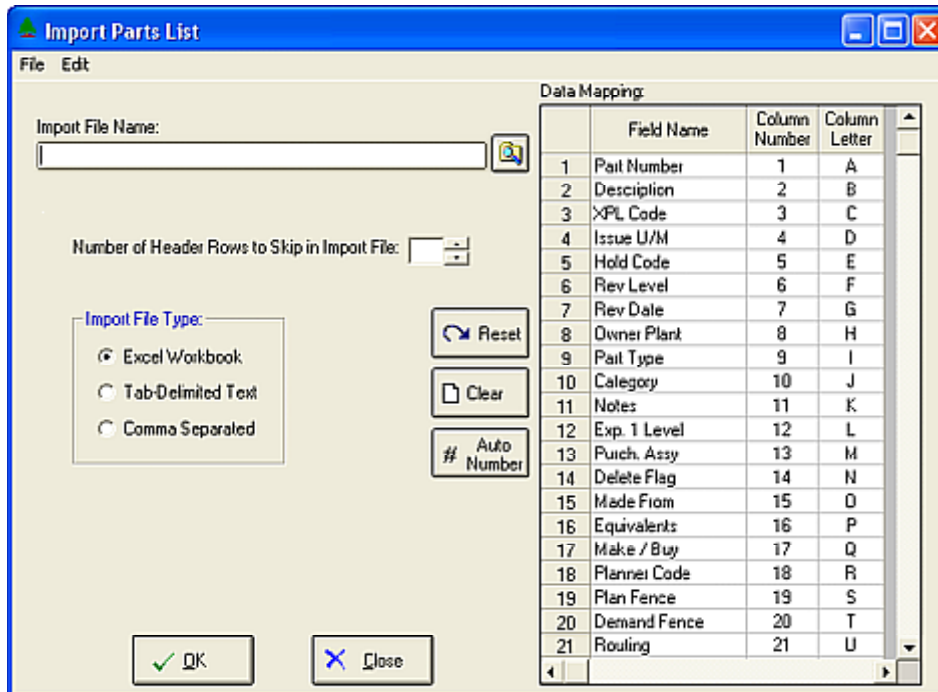 Import Parts List
File Edit
Data Mapping:
Import File Name:
Number of Header Rows to Skip in Import File:
Import File Type:
Excel Workbook
Tab-Delimited Text
Comma Separated
Reset
Clear
# Auto
Number
OK
Close
Field Name Column Number Column Letter
1 Part Number 1 A
2 Description 2 B
3 XPL Code 3 C
4 Issue U/M 4 D
5 Hold Code 5 E
6 Rev Level 6 F
7 Rev Date 7 G
8 Owner Plant 8 H
9 Part Type 9 I
10 Category 10 J
11 Notes 11 K
12 Exp. 1 Level 12 L
13 Purch. Assy 13 M
14 Delete Flag 14 N
15 Made From 15 O
16 Equivalents 16 P
17 Make / Buy 17 Q
18 Planner Code 18 R
19 Plan Fence 19 S
20 Demand Fence 20 T
21 Routing 21 U